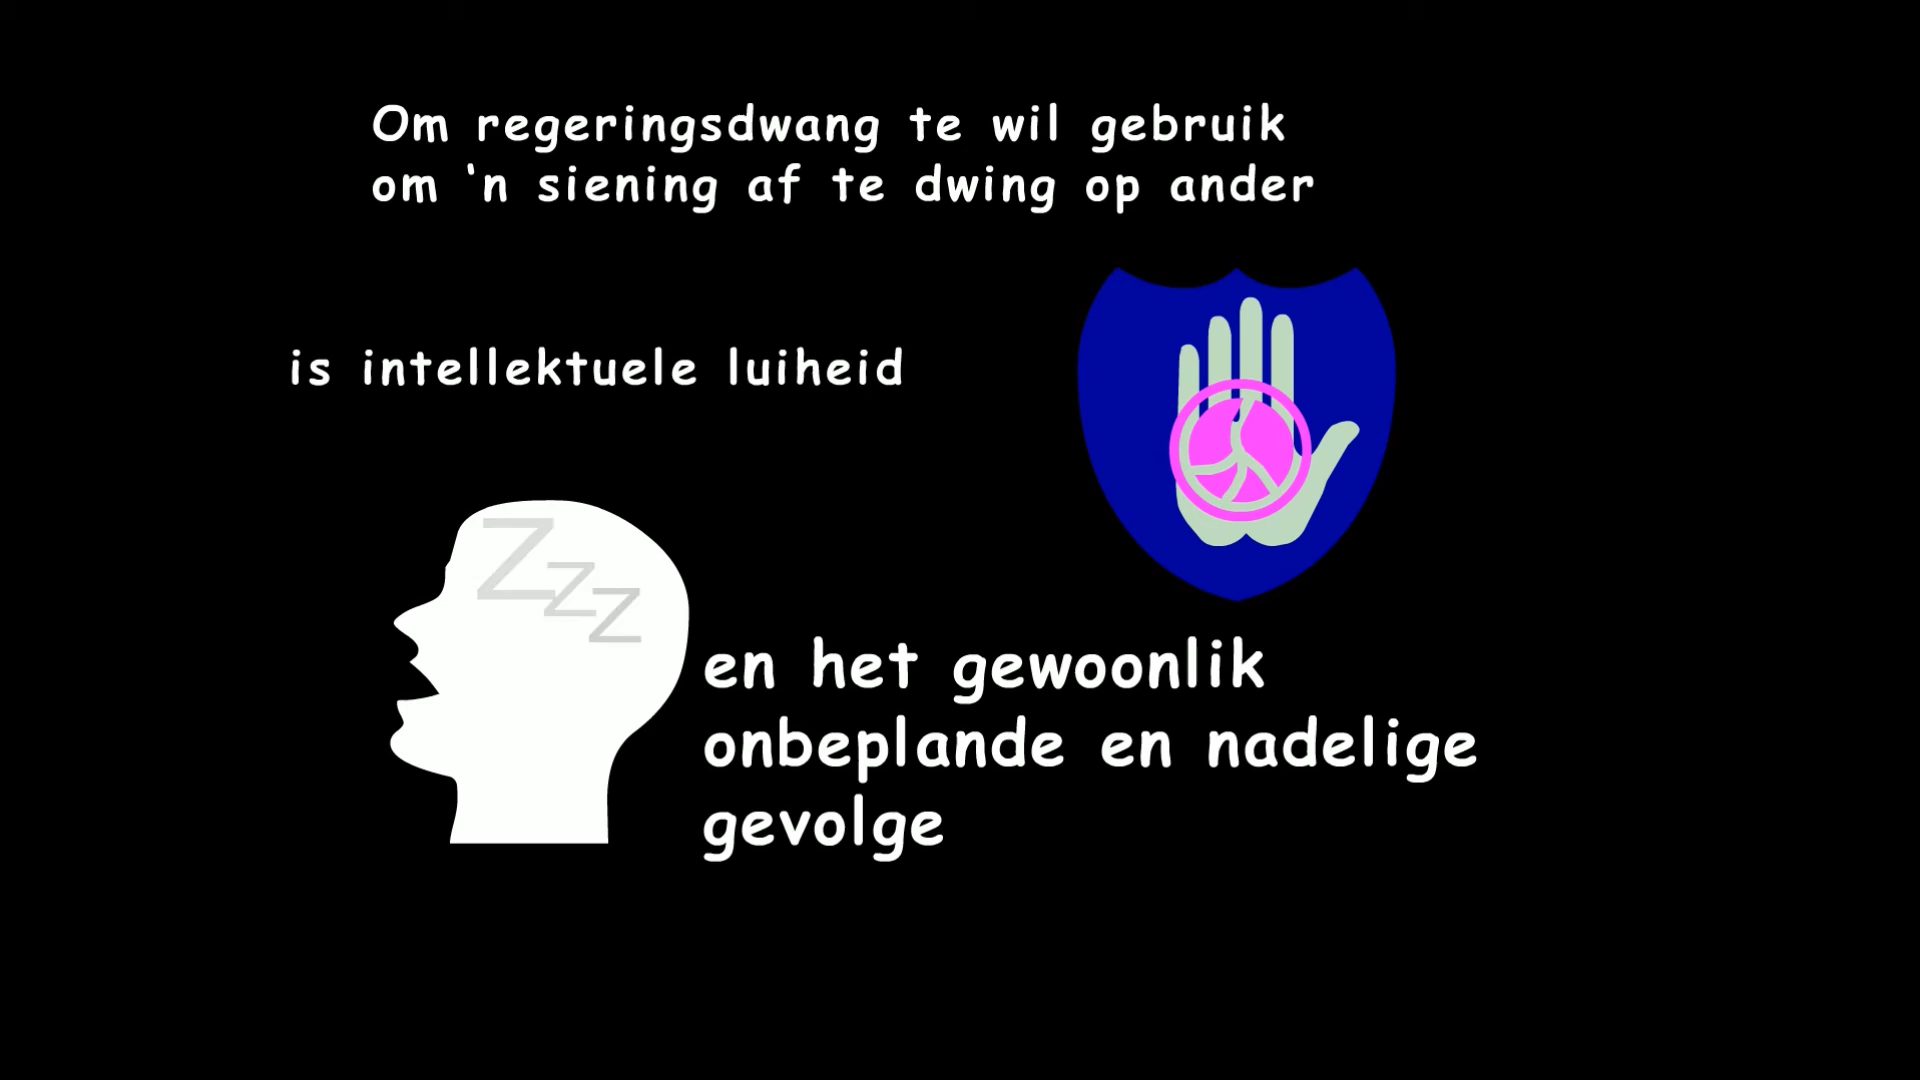 Om regeringsdwang te wil gebruik
om ‘n siening af te dwing op ander
is intellektuele luiheid
Zzz
en het gewoonlik
onbeplande en nadelige
gevolge